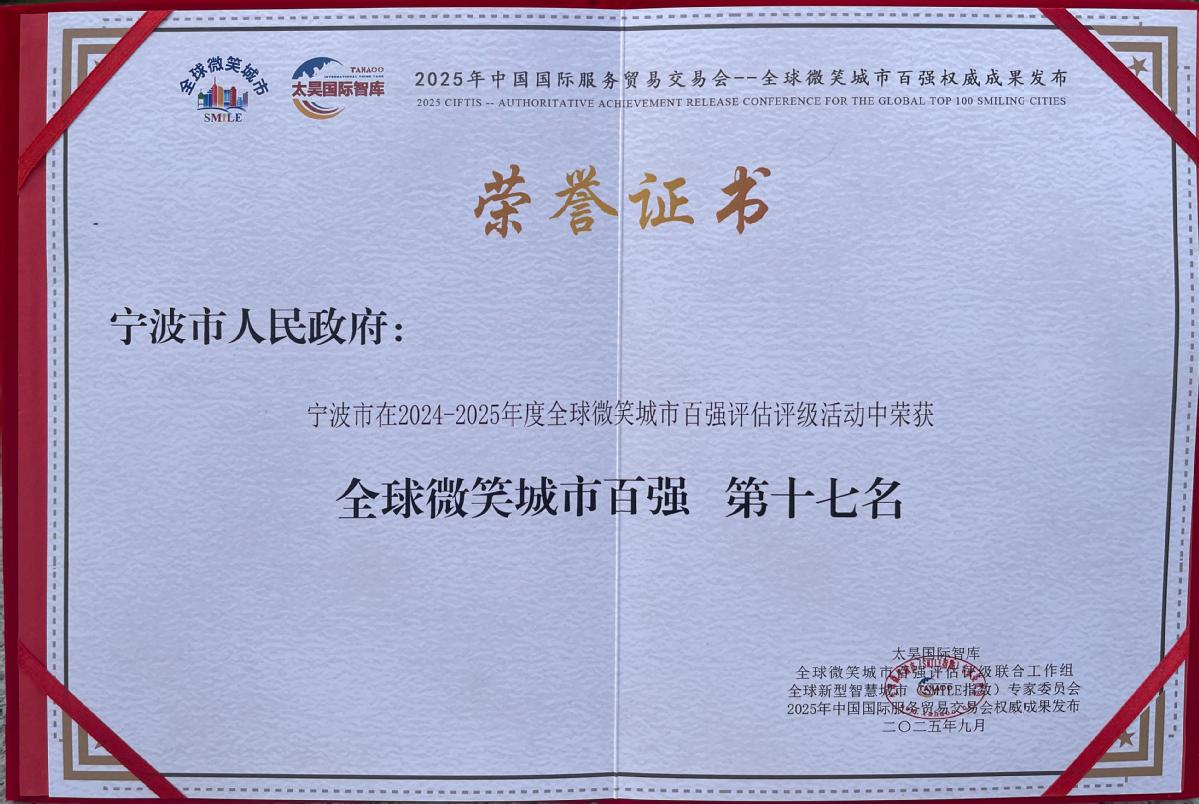 全球微笑城市
SMILE
TAHAOO
INTERNATIONAL THINK TANK
太昊国际智库
2025年中国国际服务贸易交易会--全球微笑城市百强权威成果发布
2025 CIFTIS -- AUTHORITATIVE ACHIEVEMENT RELEASE CONFERENCE FOR THE GLOBAL TOP 100 SMILING CITIES
荣誉证书
宁波市人民政府：
宁波市在2024-2025年度全球微笑城市百强评估评级活动中荣获
全球微笑城市百强 第十七名
太昊国际智库
全球微笑城市百强评估评级联合工作组
全球新型智慧城市（SMILE指数）专家委员会
2025年中国国际服务贸易交易会权威成果发布
二〇二五年九月